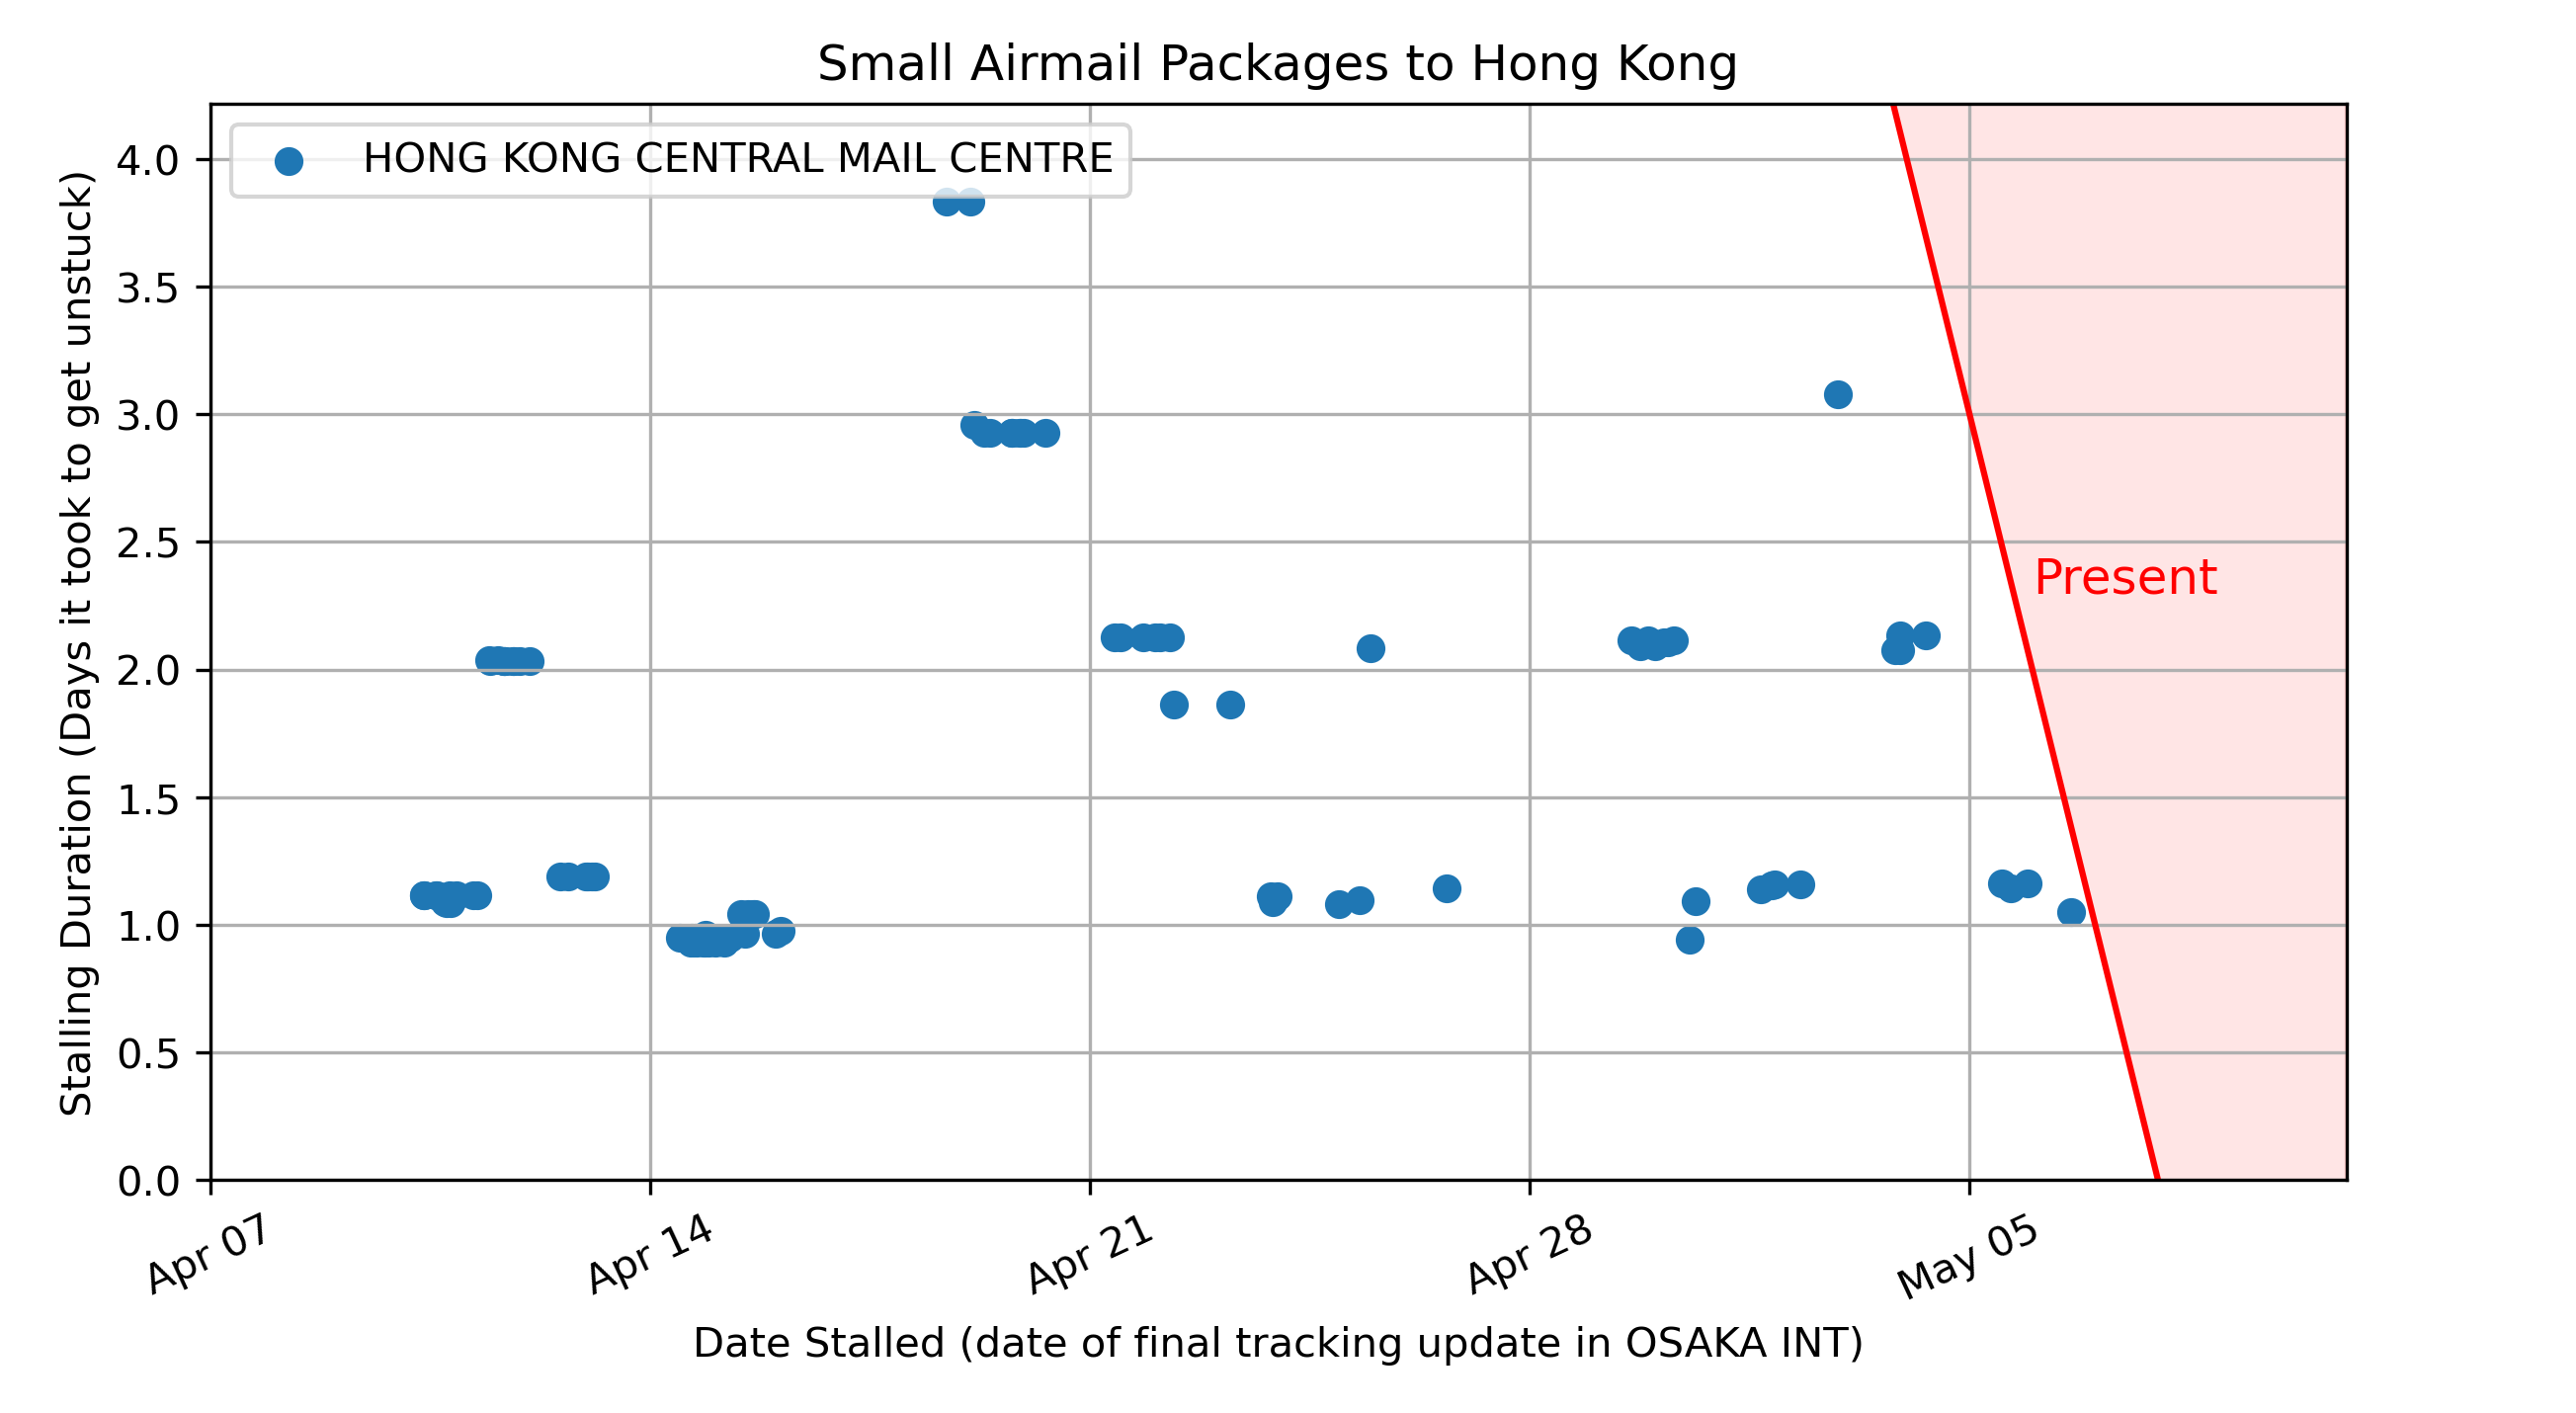 Small Airmail Packages to Hong Kong
HONG KONG CENTRAL MAIL CENTRE
Stalling Duration (Days it took to get unstuck)
4.0
3.5
3.0
2.5
2.0
1.5
1.0
0.5
0.0
Present
Apr 07
Apr 14
Apr 21
Apr 28
May 05
Date Stalled (date of final tracking update in OSAKA INT)